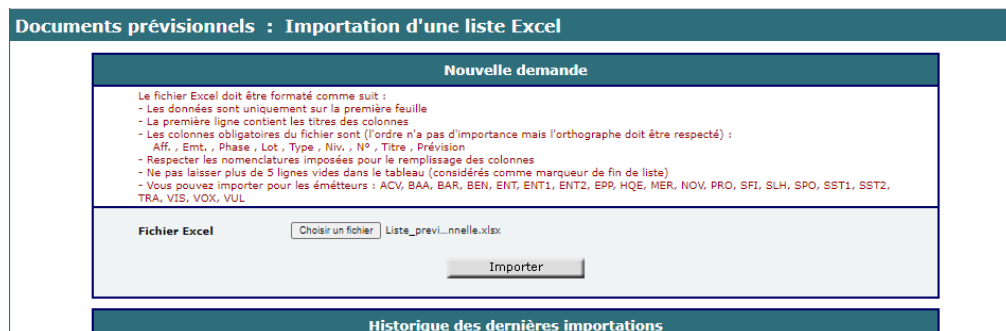 Documents prévisionnels : Importation d'une liste Excel
Nouvelle demande
Le fichier Excel doit être formaté comme suit :
- Les données sont uniquement sur la première feuille
- La première ligne contient les titres des colonnes
- Les colonnes obligatoires du fichier sont (l'ordre n'a pas d'importance mais l'orthographe doit être respecté) :
Aff. , Emt. , Phase , Lot , Type , Niv. , N° , Titre , Prévision
- Respecter les nomenclatures imposées pour le remplissage des colonnes
- Ne pas laisser plus de 5 lignes vides dans le tableau (considérés comme marqueur de fin de liste)
- Vous pouvez importer pour les émétteurs : ACV, BAA, BAR, BEN, ENT, ENT1, ENT2, EPP, HQE, MER, NOV, PRO, SFI, SLH, SPO, SST1, SST2,
TRA, VIS, VOX, VUL
Fichier Excel Choisir un fichier Liste_previ...nnelle.xlsx
Importer
Historique des dernières importations